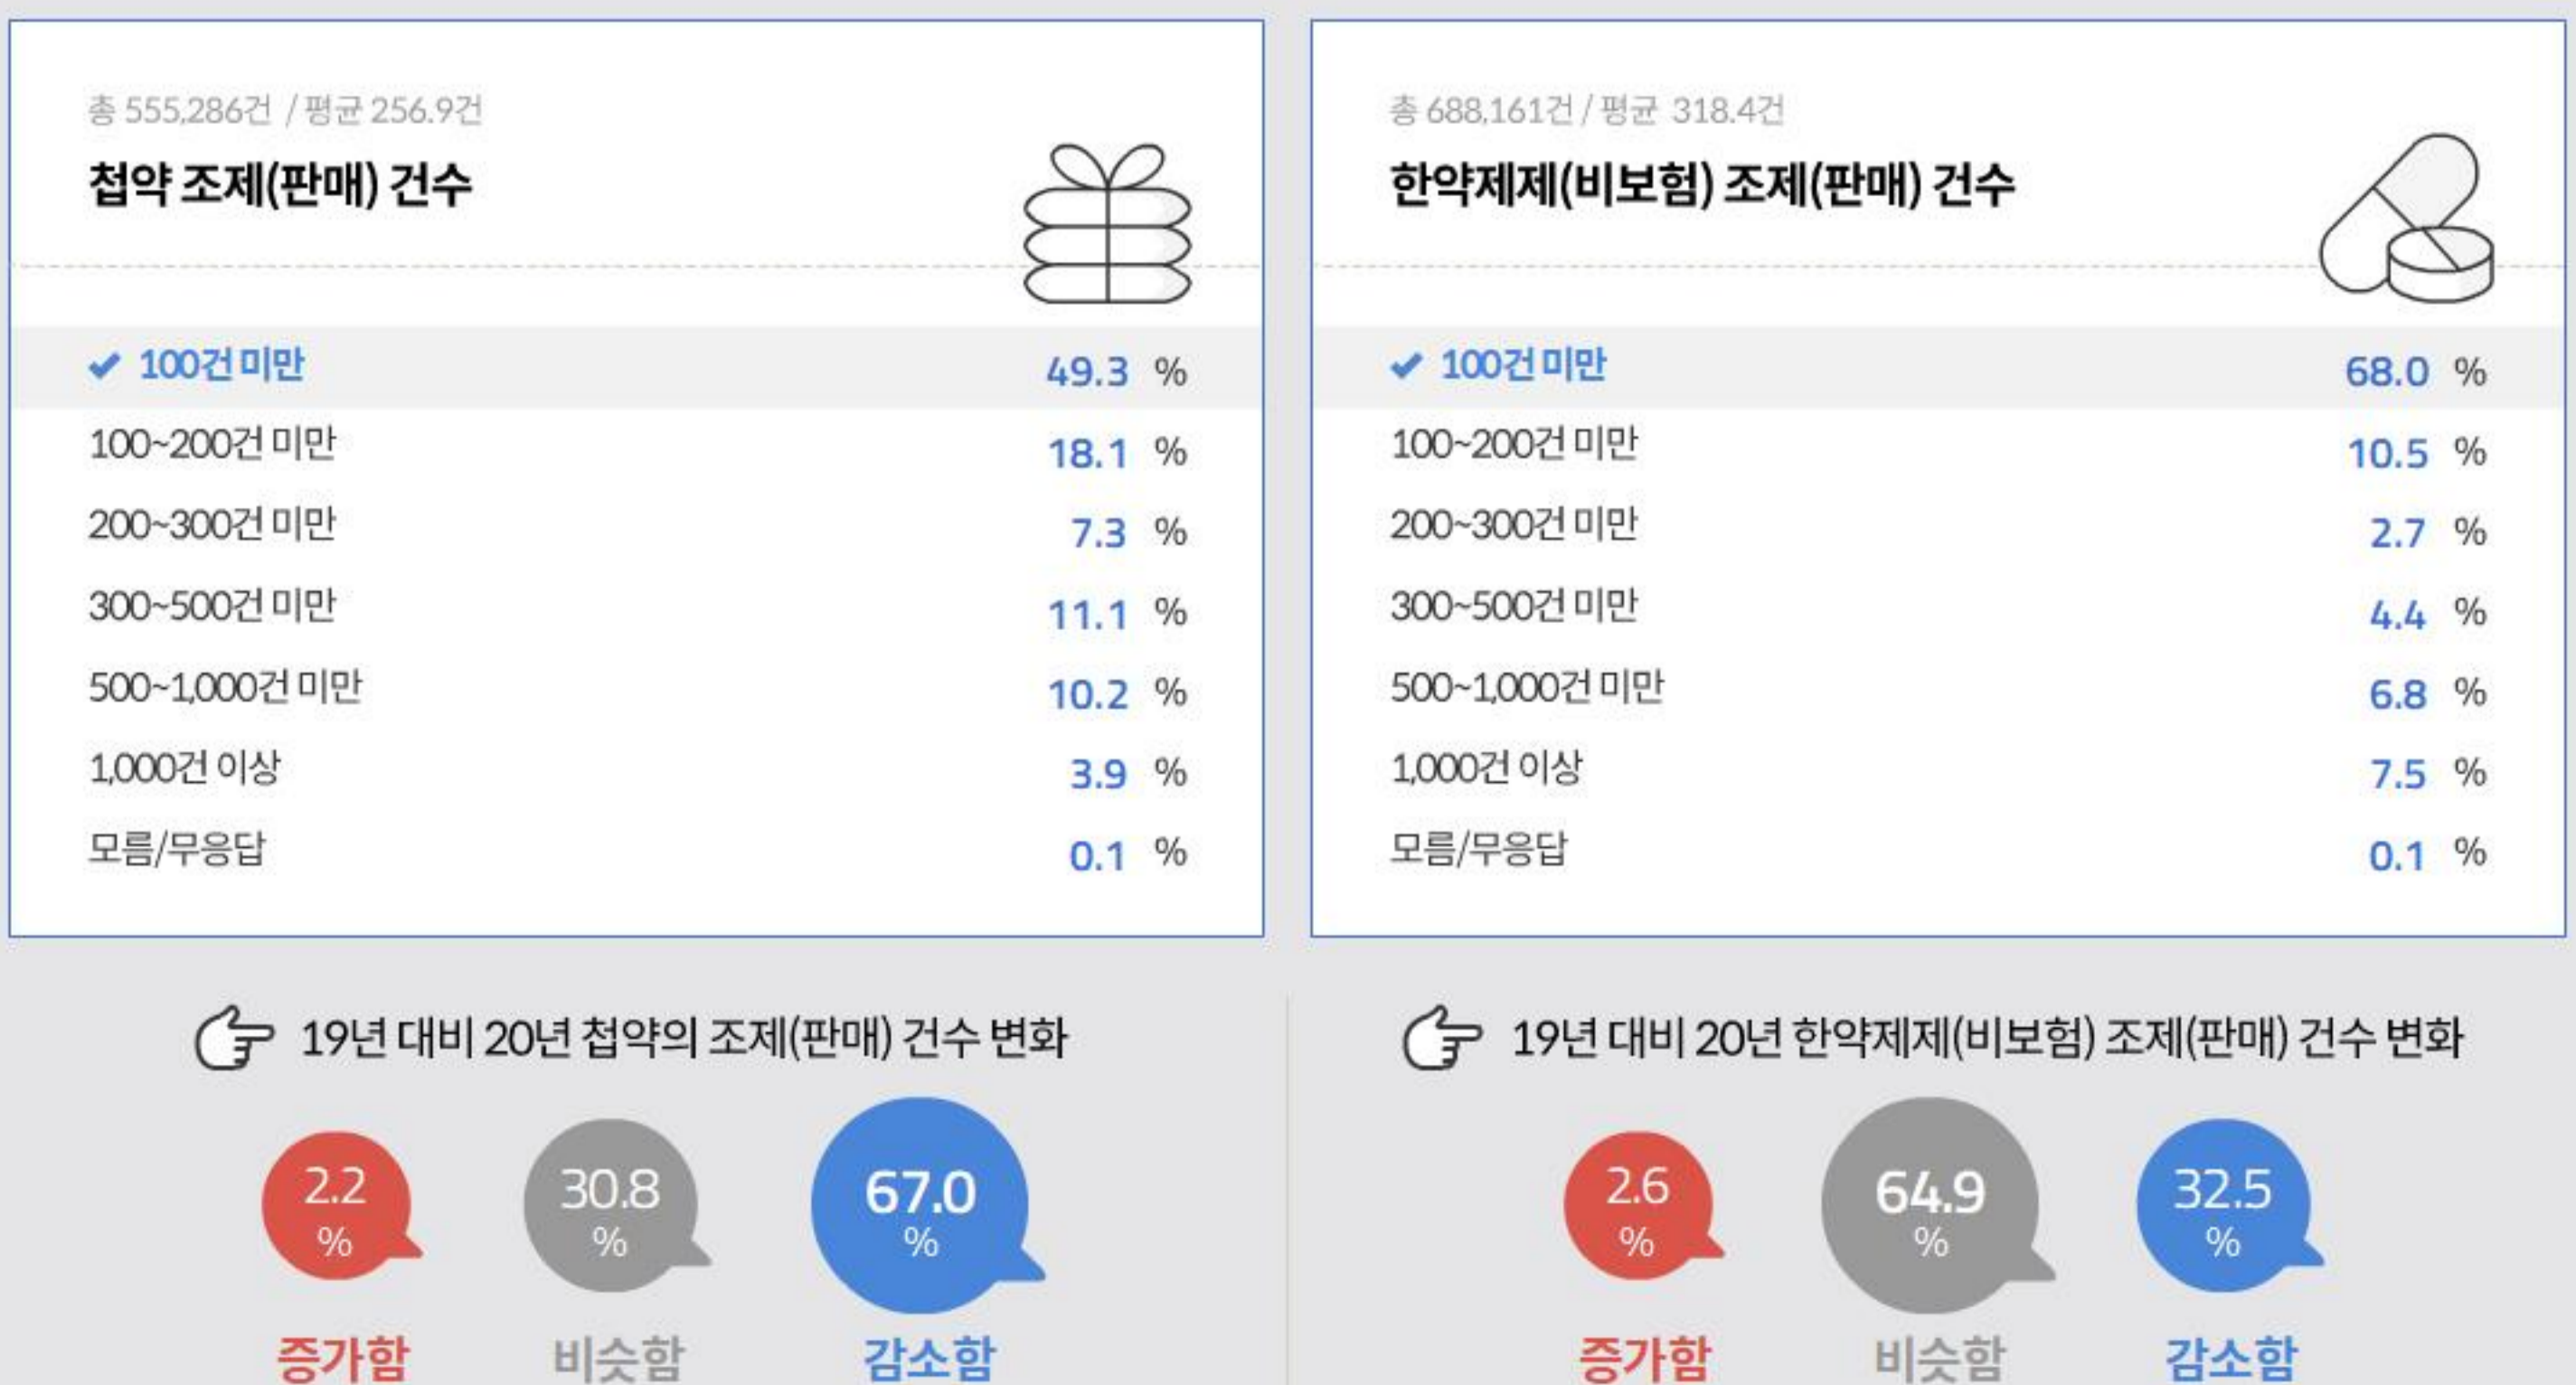 총 555,286건 / 평균 256.9건
첩약 조제(판매) 건수
100건 미만 49.3 %
100~200건 미만 18.1 %
200~300건 미만 7.3 %
300~500건 미만 11.1 %
500~1,000건 미만 10.2 %
1,000건 이상 3.9 %
모름/무응답 0.1 %
총 688,161건 / 평균 318.4건
한약제제(비보험) 조제(판매) 건수
100건 미만 68.0 %
100~200건 미만 10.5 %
200~300건 미만 2.7 %
300~500건 미만 4.4 %
500~1,000건 미만 6.8 %
1,000건 이상 7.5 %
모름/무응답 0.1 %
19년 대비 20년 첩약의 조제(판매) 건수 변화
2.2 30.8 67.0
% % %
증가함 비슷함 감소함
19년 대비 20년 한약제제(비보험) 조제(판매) 건수 변화
2.6 64.9 32.5
% % %
증가함 비슷함 감소함